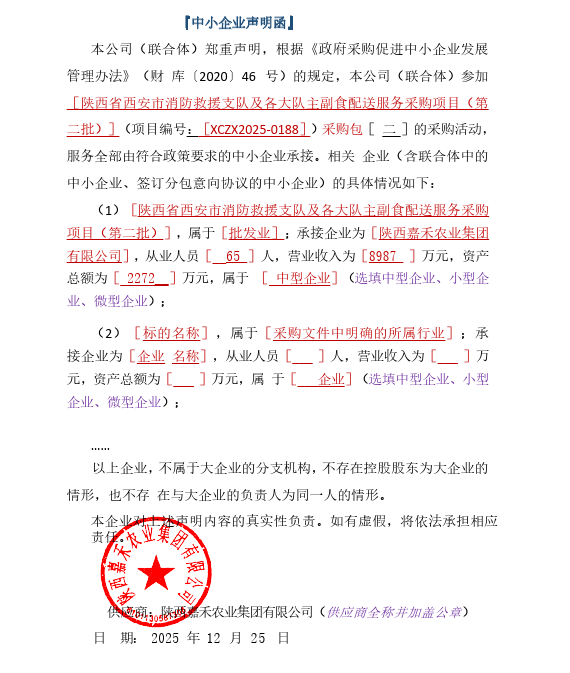 『中小企业声明函』
本公司（联合体）郑重声明，根据《政府采购促进中小企业发展
管理办法》（财 库〔2020〕46 号）的规定，本公司（联合体）参加
［陕西省西安市消防救援支队及各大队主副食配送服务采购项目（第
二批）］（项目编号：［XCZX2025-0188］）采购包［ 二 ］的采购活动，
服务全部由符合政策要求的中小企业承接。相关 企业（含联合体中的
中小企业、签订分包意向协议的中小企业）的具体情况如下：
（1）［陕西省西安市消防救援支队及各大队主副食配送服务采购
项目（第二批）］，属于［批发业］；承接企业为［陕西嘉禾农业集团
有限公司］，从业人员［__65_］人，营业收入为［8987_］万元，资产
总额为［_2272__］万元，属于 ［ 中型企业］（选填中型企业、小型企
业、微型企业）；
（2）［标的名称］，属于［采购文件中明确的所属行业］；承
接企业为［企业 名称］，从业人员［___ ］人，营业收入为［___ ］万
元，资产总额为［___ ］万元，属 于［___企业］（选填中型企业、小型
企业、微型企业）；
……
以上企业，不属于大企业的分支机构，不存在控股股东为大企业的
情形，也不存 在与大企业的负责人为同一人的情形。
本企业对上述声明内容的真实性负责。如有虚假，将依法承担相应
责任。
陕西嘉禾农业集团有限公司
供应商：陕西嘉禾农业集团有限公司（供应商全称并加盖公章）
日 期： 2025 年 12 月 25 日